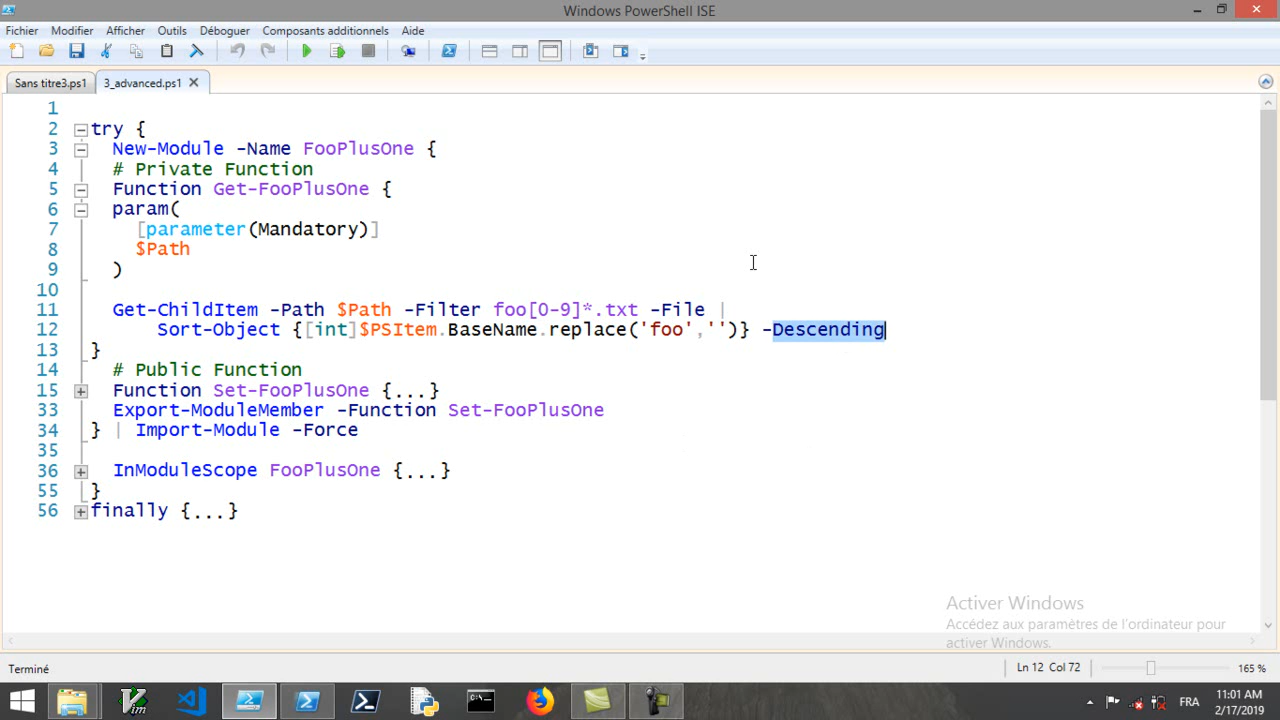 Windows PowerShell ISE
Fichier Modifier Afficher Outils Déboguer Composants additionnels Aide
Sans titre3.ps1 3_advanced.ps1
1
2 try {
3 New-Module -Name FooPlusOne {
4 # Private Function
5 Function Get-FooPlusOne {
6 param(
7 [parameter(Mandatory)]
8 $Path
9 )
10
11 Get-ChildItem -Path $Path -Filter foo[0-9]*.txt -File |
12 Sort-Object {[int]$PSItem.BaseName.replace('foo','')} -Descending
13 }
14 # Public Function
15 Function Set-FooPlusOne {...}
33 Export-ModuleMember -Function Set-FooPlusOne
34 } | Import-Module -Force
35
36 InModuleScope FooPlusOne {...}
55 }
56 finally {...}
Activer Windows
Accédez aux paramètres de l'ordinateur pour
activer Windows.
Terminé Ln 12 Col 72 165 %
FR 11:01 AM
2/17/2019